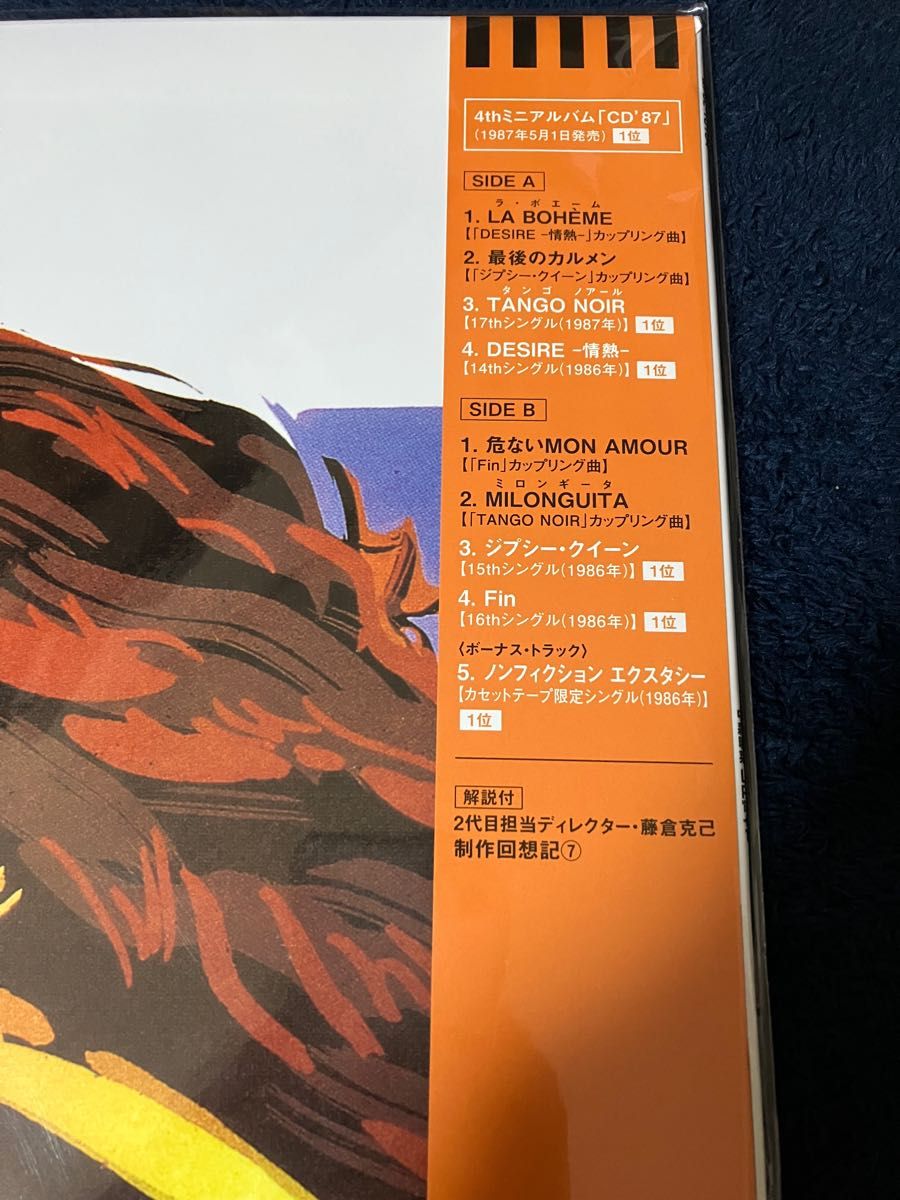 4thミニアルバム「CD'87」
(1987年5月1日発売) 1位
SIDE A
ラ・ボエーム
1. LA BOHÈME
【「DESIRE –情熱–」カップリング曲】
2. 最後のカルメン
【「ジプシー・クイーン」カップリング曲】
タンゴ ノアール
3. TANGO NOIR
【17thシングル(1987年)】 1位
4. DESIRE –情熱–
【14thシングル(1986年)】 1位
SIDE B
1. 危ないMON AMOUR
【「Fin」カップリング曲】
ミロンギータ
2. MILONGUITA
【「TANGO NOIR」カップリング曲】
3. ジプシー・クイーン
【15thシングル(1986年)】 1位
4. Fin
【16thシングル(1986年)】 1位
〈ボーナス・トラック〉
5. ノンフィクション エクスタシー
【カセットテープ限定シングル(1986年)】
1位
解説付
2代目担当ディレクター・藤倉克己
制作回想記⑦